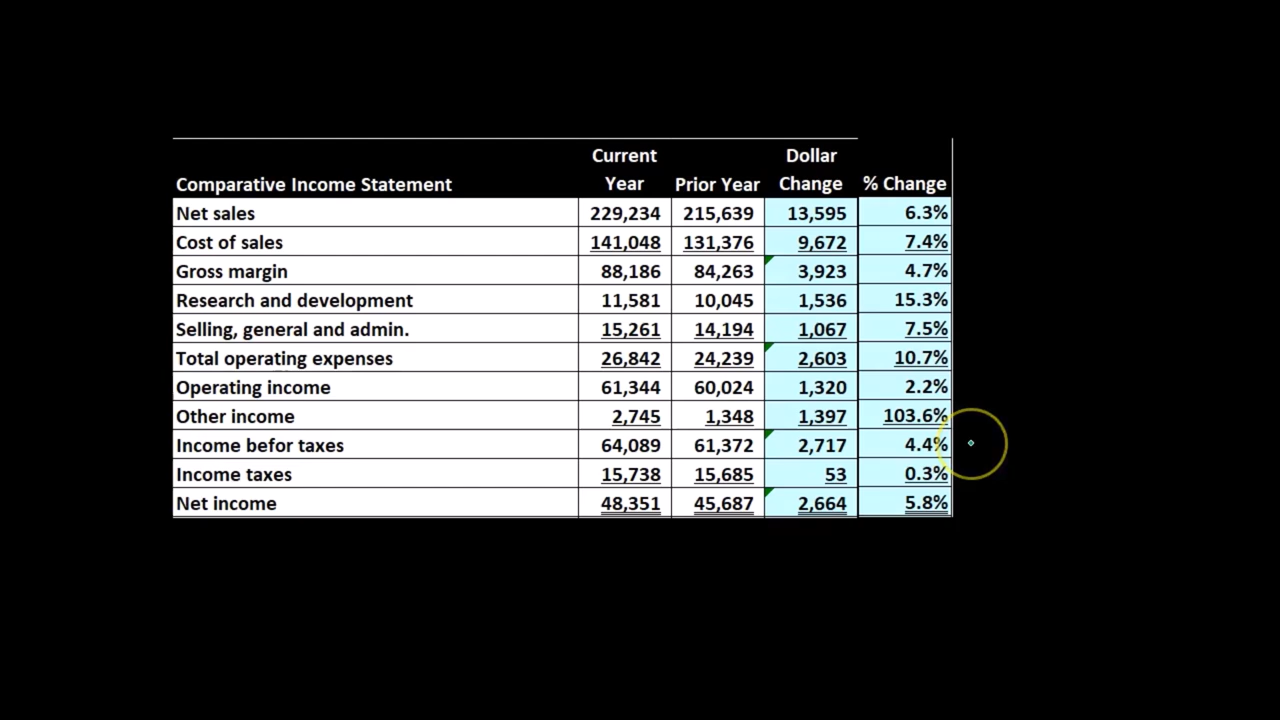 Comparative Income Statement Current Year Prior Year Dollar Change % Change
Net sales 229,234 215,639 13,595 6.3%
Cost of sales 141,048 131,376 9,672 7.4%
Gross margin 88,186 84,263 3,923 4.7%
Research and development 11,581 10,045 1,536 15.3%
Selling, general and admin. 15,261 14,194 1,067 7.5%
Total operating expenses 26,842 24,239 2,603 10.7%
Operating income 61,344 60,024 1,320 2.2%
Other income 2,745 1,348 1,397 103.6%
Income befor taxes 64,089 61,372 2,717 4.4%
Income taxes 15,738 15,685 53 0.3%
Net income 48,351 45,687 2,664 5.8%